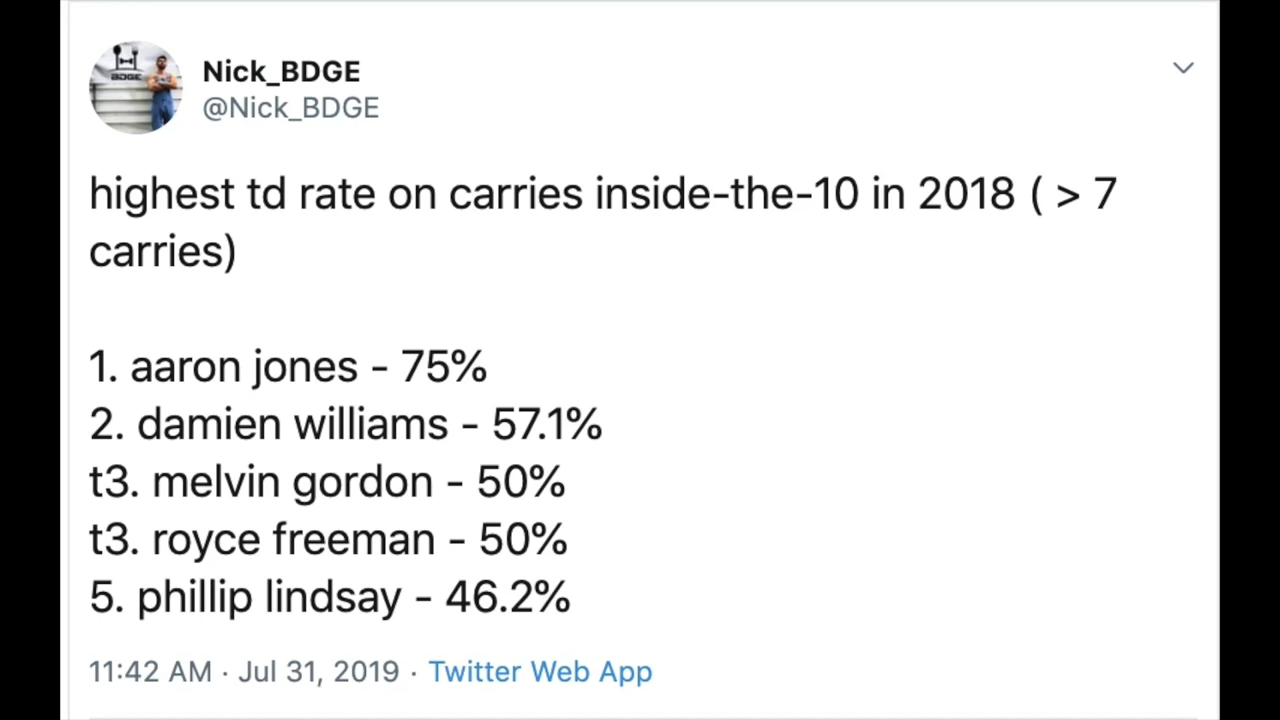 Nick_BDGE
@Nick_BDGE
highest td rate on carries inside-the-10 in 2018 ( > 7
carries)
1. aaron jones - 75%
2. damien williams - 57.1%
t3. melvin gordon - 50%
t3. royce freeman - 50%
5. phillip lindsay - 46.2%
11:42 AM · Jul 31, 2019 · Twitter Web App
BDGE